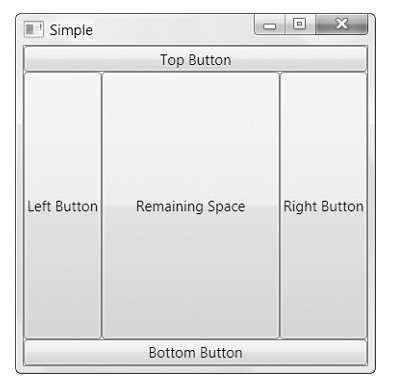 Simple
Top Button
Left Button
Remaining Space
Right Button
Bottom Button